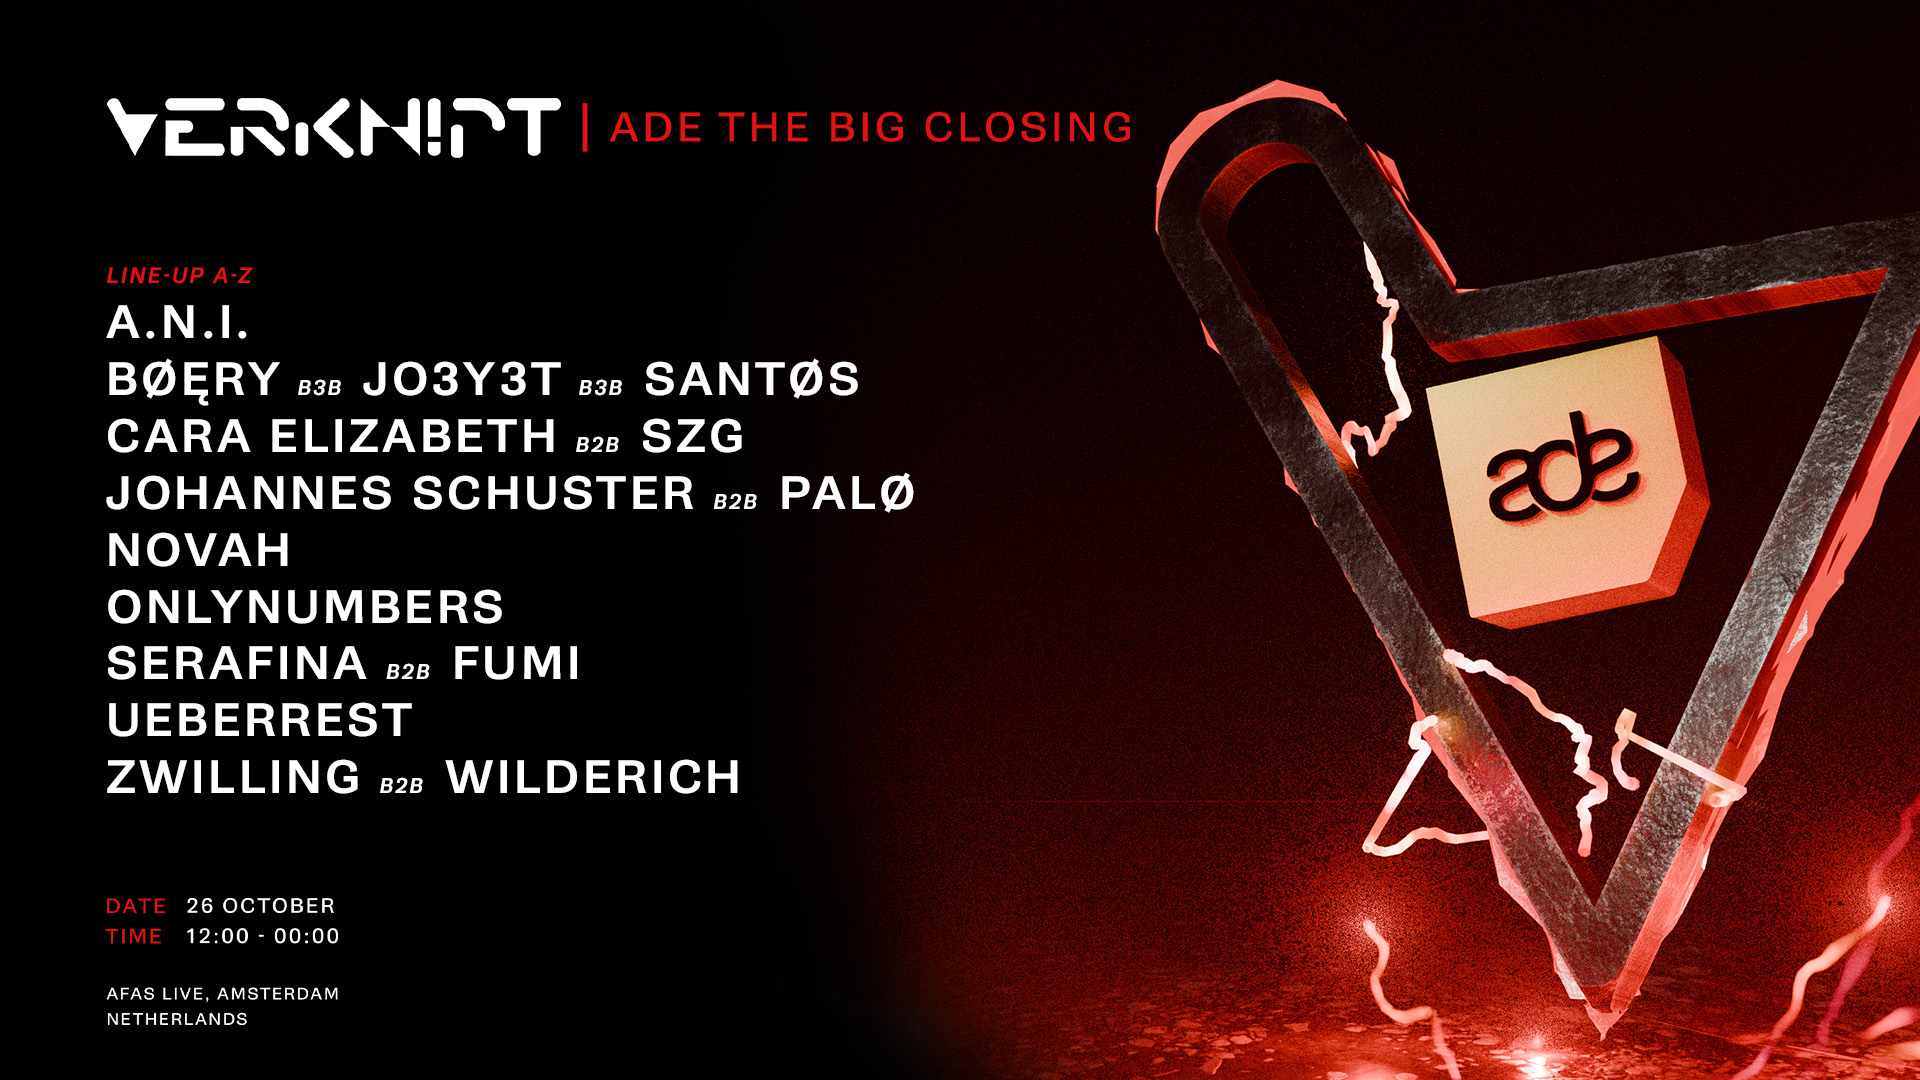 VERKNIPT | ADE THE BIG CLOSING
LINE-UP A-Z
A.N.I.
BØĘRY B3B JO3Y3T B3B SANTØS
CARA ELIZABETH B2B SZG
JOHANNES SCHUSTER B2B PALØ
NOVAH
ONLYNUMBERS
SERAFINA B2B FUMI
UEBERREST
ZWILLING B2B WILDERICH
DATE 26 OCTOBER
TIME 12:00 - 00:00
AFAS LIVE, AMSTERDAM
NETHERLANDS
ade